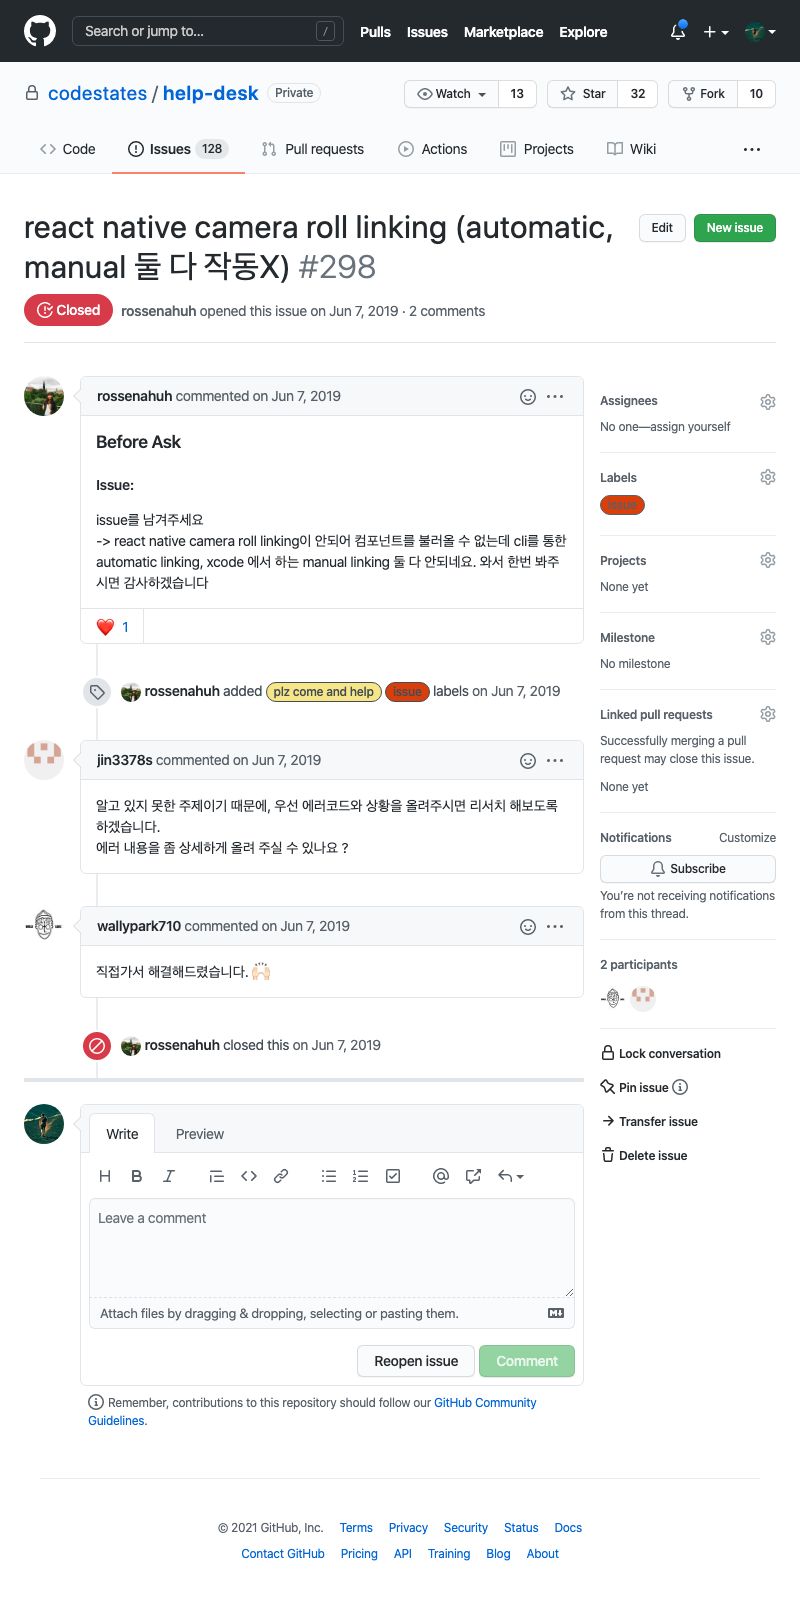 Search or jump to...
/
Pulls
Issues
Marketplace
Explore
codestates / help-desk
Private
Watch
13
Star
32
Fork
10
Code
Issues 128
Pull requests
Actions
Projects
Wiki
react native camera roll linking (automatic,
manual 둘 다 작동X) #298
Edit
New issue
Closed
rossenahuh opened this issue on Jun 7, 2019 · 2 comments
rossenahuh commented on Jun 7, 2019
Before Ask
Issue:
issue를 남겨주세요
-> react native camera roll linking이 안되어 컴포넌트를 불러올 수 없는데 cli를 통한
automatic linking, xcode 에서 하는 manual linking 둘 다 안되네요. 와서 한번 봐주
시면 감사하겠습니다
❤️ 1
rossenahuh added plz come and help issue labels on Jun 7, 2019
jin3378s commented on Jun 7, 2019
알고 있지 못한 주제이기 때문에, 우선 에러코드와 상황을 올려주시면 리서치 해보도록
하겠습니다.
에러 내용을 좀 상세하게 올려 주실 수 있나요 ?
wallypark710 commented on Jun 7, 2019
직접가서 해결해드렸습니다. 🙌🏻
rossenahuh closed this on Jun 7, 2019
Write
Preview
H B I
@
Leave a comment
Attach files by dragging & dropping, selecting or pasting them.
Reopen issue
Comment
Remember, contributions to this repository should follow our GitHub Community
Guidelines.
Assignees
No one—assign yourself
Labels
issue
Projects
None yet
Milestone
No milestone
Linked pull requests
Successfully merging a pull
request may close this issue.
None yet
Notifications
Customize
Subscribe
You're not receiving notifications
from this thread.
2 participants
Lock conversation
Pin issue
Transfer issue
Delete issue
© 2021 GitHub, Inc.
Terms
Privacy
Security
Status
Docs
Contact GitHub
Pricing
API
Training
Blog
About